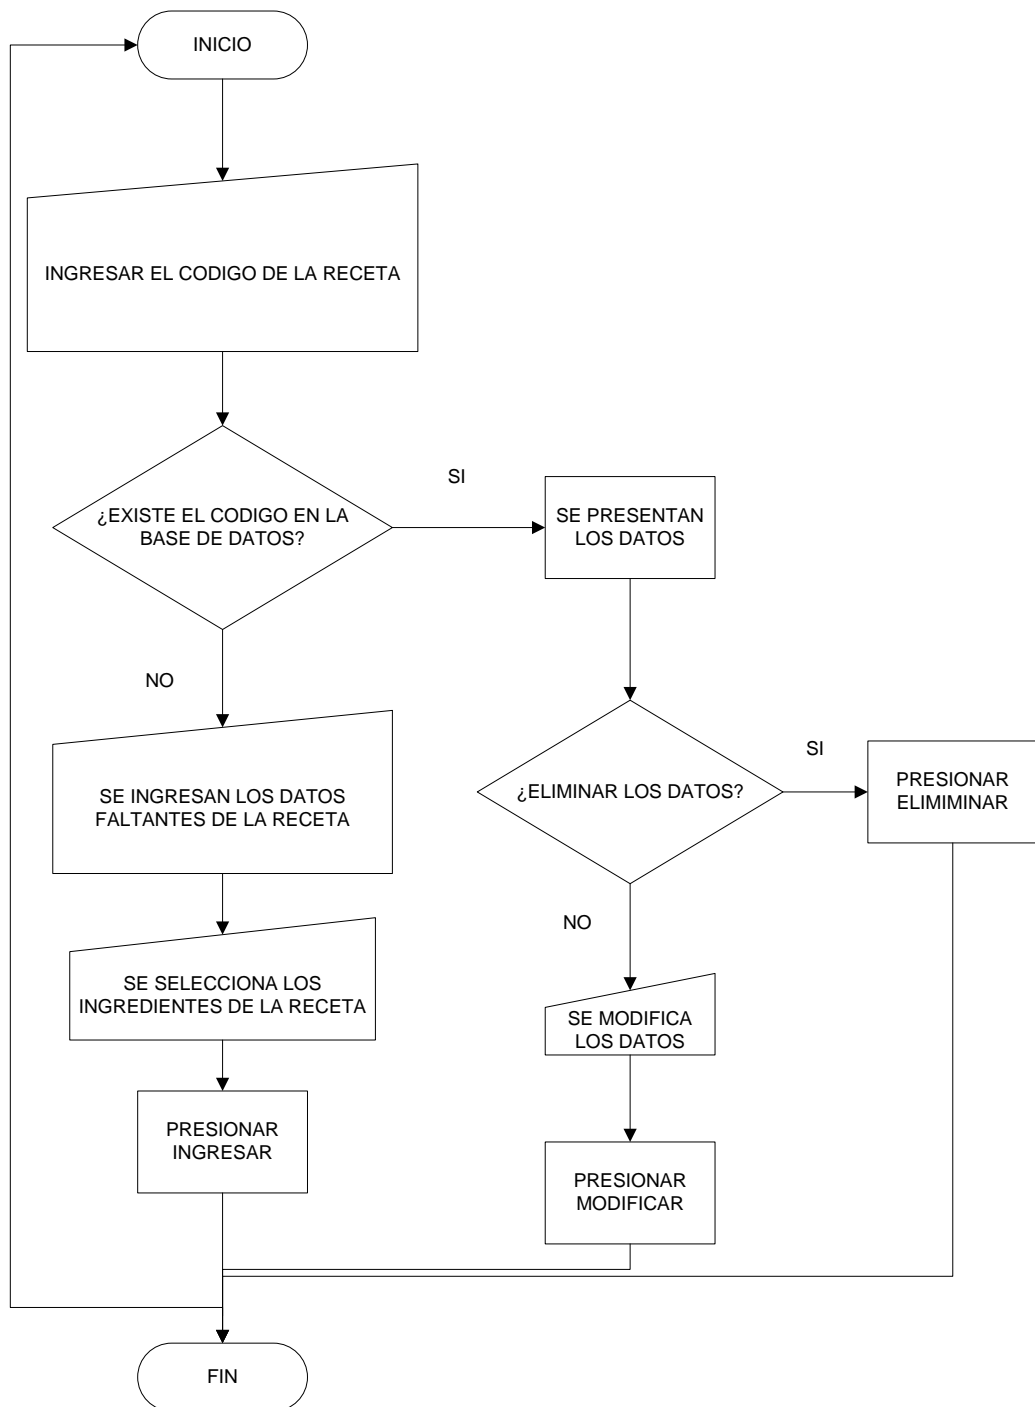 INICIO
INGRESAR EL CODIGO DE LA RECETA
¿EXISTE EL CODIGO EN LA
BASE DE DATOS?
SI
SE PRESENTAN
LOS DATOS
NO
SE INGRESAN LOS DATOS
FALTANTES DE LA RECETA
¿ELIMINAR LOS DATOS?
SI
PRESIONAR
ELIMIMINAR
NO
SE SELECCIONA LOS
INGREDIENTES DE LA RECETA
SE MODIFICA
LOS DATOS
PRESIONAR
INGRESAR
PRESIONAR
MODIFICAR
FIN